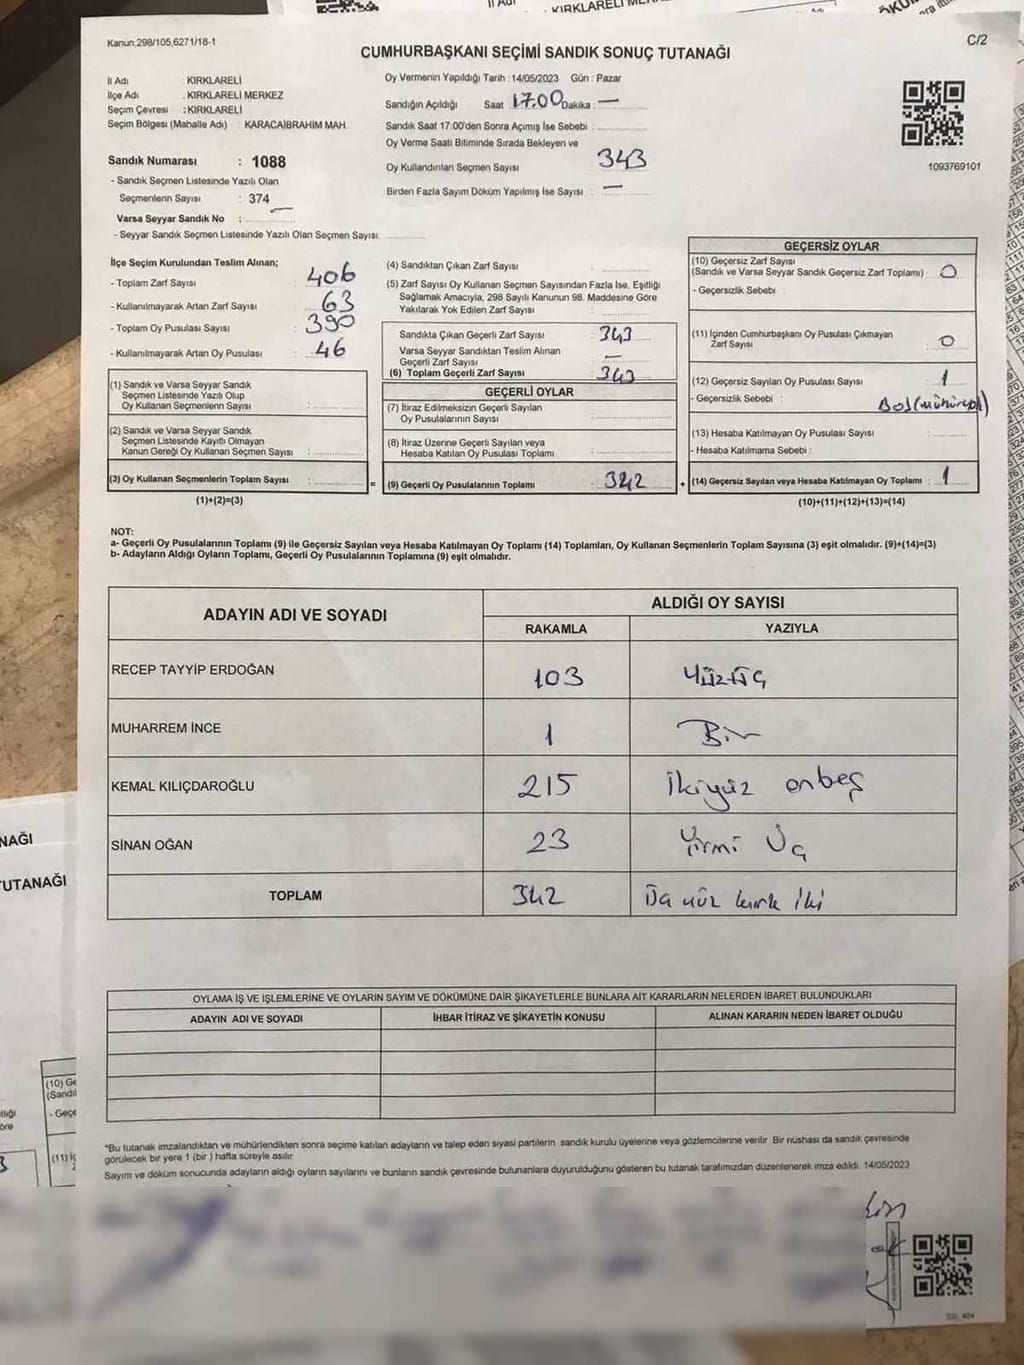 Kanun.298/105,6271/18-1
C/2
CUMHURBAŞKANI SEÇİMİ SANDIK SONUÇ TUTANAĞI
İl Adı : KIRKLARELİ
İlçe Adı : KIRKLARELİ MERKEZ
Seçim Çevresi : KIRKLARELİ
Seçim Bölgesi (Mahalle Adı) : KARACAİBRAHİM MAH.
Sandık Numarası : 1088
- Sandık Seçmen Listesinde Yazılı Olan
Seçmenlerin Sayısı : 374
Varsa Seyyar Sandık No : —
- Seyyar Sandık Seçmen Listesinde Yazılı Olan Seçmen Sayısı:
Oy Vermenin Yapıldığı Tarih : 14/05/2023 Gün : Pazar
Sandığın Açıldığı Saat 17.00 Dakika : —
Sandık Saat 17:00'den Sonra Açımış İse Sebebi :
Oy Verme Saati Bitiminde Sırada Bekleyen ve
Oy Kullandırılan Seçmen Sayısı 343
Birden Fazla Sayım Döküm Yapılmış İse Sayısı : —
1093769101
İlçe Seçim Kurulundan Teslim Alınan;
- Toplam Zarf Sayısı : 406
- Kullanılmayarak Artan Zarf Sayısı : 63
- Toplam Oy Pusulası Sayısı : 390
- Kullanılmayarak Artan Oy Pusulası : 46
(1) Sandık ve Varsa Seyyar Sandık
Seçmen Listesinde Yazılı Olup
Oy Kullanan Seçmenlerin Sayısı :
(2) Sandık ve Varsa Seyyar Sandık
Seçmen Listesinde Kayıtlı Olmayan
Kanun Gereği Oy Kullanan Seçmen Sayısı :
(3) Oy Kullanan Seçmenlerin Toplam Sayısı : =
(1)+(2)=(3)
(4) Sandıktan Çıkan Zarf Sayısı :
(5) Zarf Sayısı Oy Kullanan Seçmen Sayısından Fazla İse, Eşitliği
Sağlamak Amacıyla, 298 Sayılı Kanunun 98. Maddesine Göre
Yakılarak Yok Edilen Zarf Sayısı :
Sandıkta Çıkan Geçerli Zarf Sayısı : 343
Varsa Seyyar Sandıktan Teslim Alınan
Geçerli Zarf Sayısı : —
(6) Toplam Geçerli Zarf Sayısı : 343
GEÇERLİ OYLAR
(7) İtiraz Edilmeksizin Geçerli Sayılan
Oy Pusulalarının Sayısı :
(8) İtiraz Üzerine Geçerli Sayılan veya
Hesaba Katılan Oy Pusulası Toplamı :
(9) Geçerli Oy Pusulalarının Toplamı : 342 +
GEÇERSİZ OYLAR
(10) Geçersiz Zarf Sayısı
(Sandık ve Varsa Seyyar Sandık Geçersiz Zarf Toplamı) : 0
- Geçersizlik Sebebi :
(11) İçinden Cumhurbaşkanı Oy Pusulası Çıkmayan
Zarf Sayısı : 0
(12) Geçersiz Sayılan Oy Pusulası Sayısı : 1
- Geçersizlik Sebebi :
(13) Hesaba Katılmayan Oy Pusulası Sayısı :
- Hesaba Katılmama Sebebi :
(14) Geçersiz Sayılan veya Hesaba Katılmayan Oy Toplamı : 1
(10)+(11)+(12)+(13)=(14)
NOT:
a- Geçerli Oy Pusulalarının Toplamı (9) ile Geçersiz Sayılan veya Hesaba Katılmayan Oy Toplamı (14) Toplamları, Oy Kullanan Seçmenlerin Toplam Sayısına (3) eşit olmalıdır. (9)+(14)=(3)
b- Adayların Aldığı Oyların Toplamı, Geçerli Oy Pusulalarının Toplamına (9) eşit olmalıdır.
ADAYIN ADI VE SOYADI
ALDIĞI OY SAYISI
RAKAMLA YAZIYLA
RECEP TAYYİP ERDOĞAN 103 Yüzüç
MUHARREM İNCE 1 Bir
KEMAL KILIÇDAROĞLU 215 İkiyüz onbeş
SİNAN OĞAN 23 Yirmi Üç
TOPLAM 342 Üç yüz kırk iki
OYLAMA İŞ VE İŞLEMLERİNE VE OYLARIN SAYIM VE DÖKÜMÜNE DAİR ŞİKAYETLERLE BUNLARA AİT KARARLARIN NELERDEN İBARET BULUNDUKLARI
ADAYIN ADI VE SOYADI İHBAR İTİRAZ VE ŞİKAYETİN KONUSU ALINAN KARARIN NEDEN İBARET OLDUĞU
*Bu tutanak imzalandıktan ve mühürlendikten sonra seçime katılan adayların ve talep eden siyasi partilerin sandık kurulu üyelerine veya gözlemcilerine verilir. Bir nüshası da sandık çevresinde
görülecek bir yere 1 (bir) hafta süreyle asılır.
Sayım ve döküm sonucunda adayların aldığı oyların sayılarını ve bunların sandık çevresinde bulunanlara duyurulduğunu gösteren bu tutanak tarafımızdan düzenlenerek imza edildi. 14/05/2023
NAĞI
TUTANAĞI